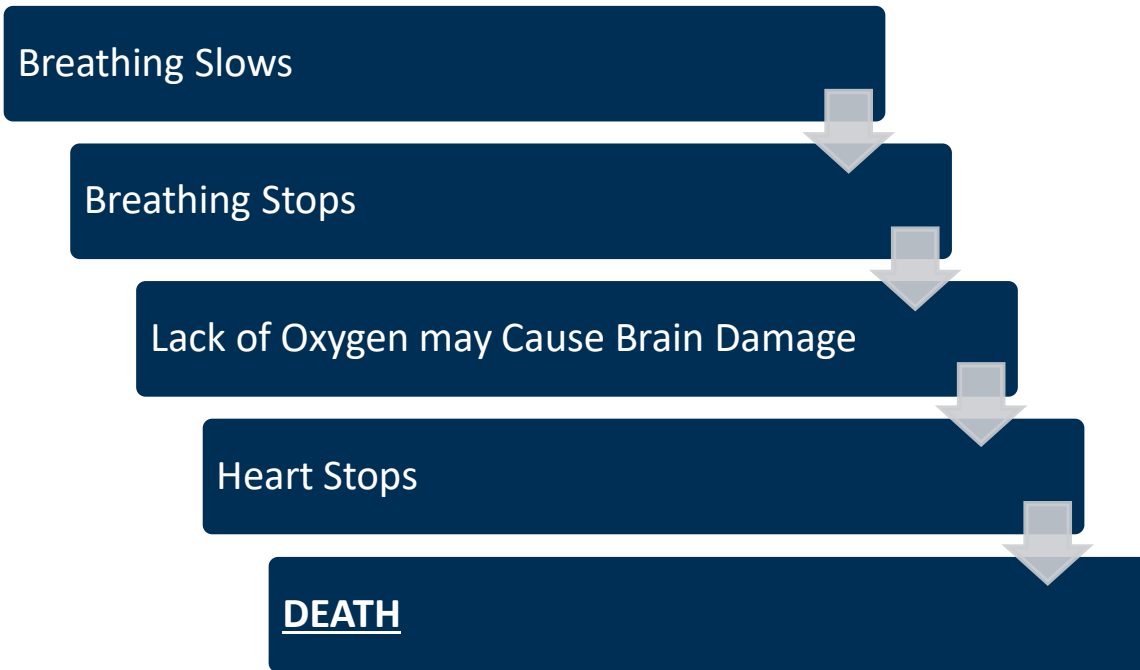 Breathing Slows
Breathing Stops
Lack of Oxygen may Cause Brain Damage
Heart Stops
DEATH